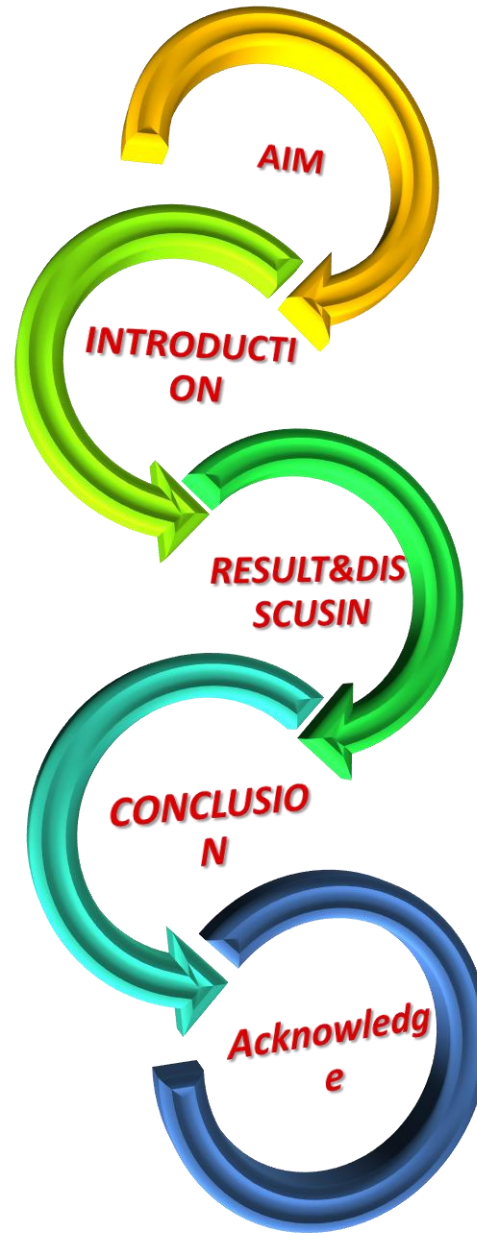 AIM
INTRODUCTI
ON
RESULT&DIS
SCUSIN
CONCLUSIO
N
Acknowledg
e